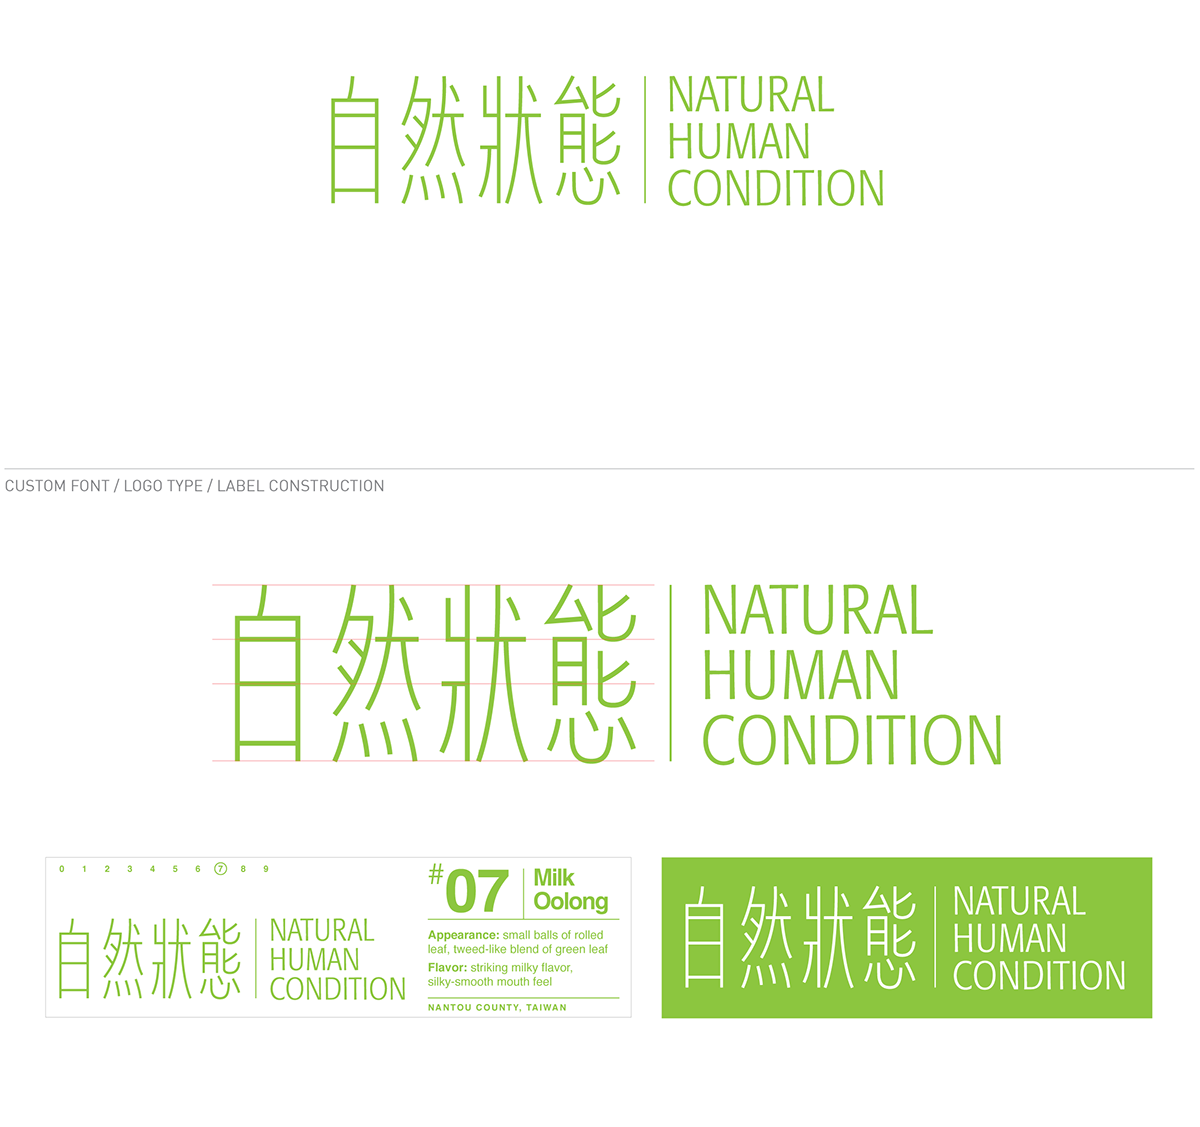 自然狀態
NATURAL
HUMAN
CONDITION
CUSTOM FONT / LOGO TYPE / LABEL CONSTRUCTION
自然狀態
NATURAL
HUMAN
CONDITION
0 1 2 3 4 5 6 7 8 9
自然狀態
NATURAL
HUMAN
CONDITION
#07
Milk
Oolong
Appearance: small balls of rolled
leaf, tweed-like blend of green leaf
Flavor: striking milky flavor,
silky-smooth mouth feel
NANTOU COUNTY, TAIWAN
自然狀態
NATURAL
HUMAN
CONDITION